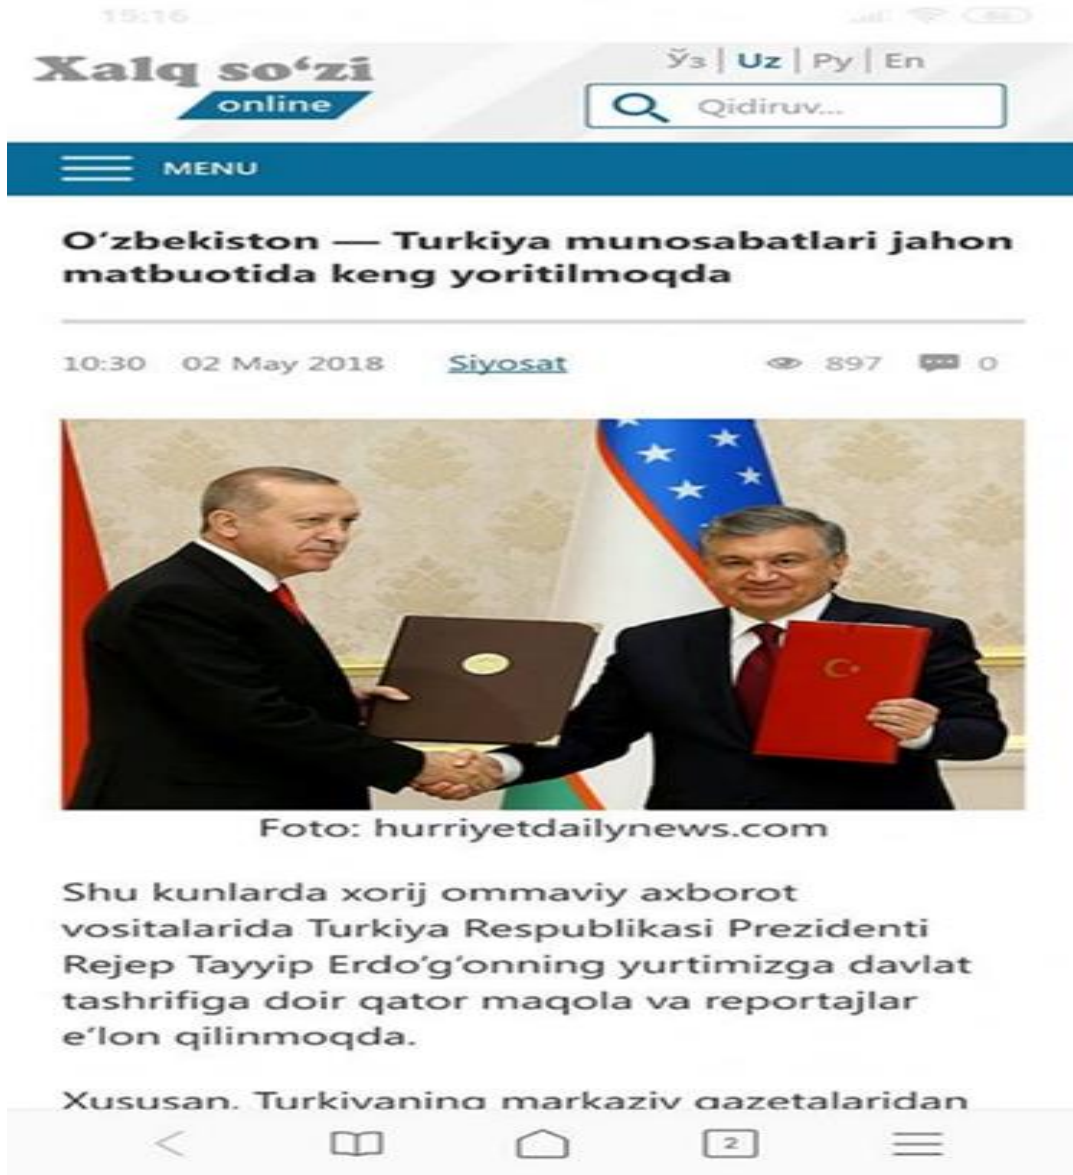 15:16
Xalq so‘zi
online
Ўз | Uz | Ру | En
Qidiruv...
MENU
O‘zbekiston — Turkiya munosabatlari jahon
matbuotida keng yoritilmoqda
10:30 02 May 2018 Siyosat 897 0
Foto: hurriyetdailynews.com
Shu kunlarda xorij ommaviy axborot
vositalarida Turkiya Respublikasi Prezidenti
Rejep Tayyip Erdo‘g‘onning yurtimizga davlat
tashrifiga doir qator maqola va reportajlar
e’lon qilinmoqda.
Xususan, Turkiyaning markaziy gazetalaridan
2